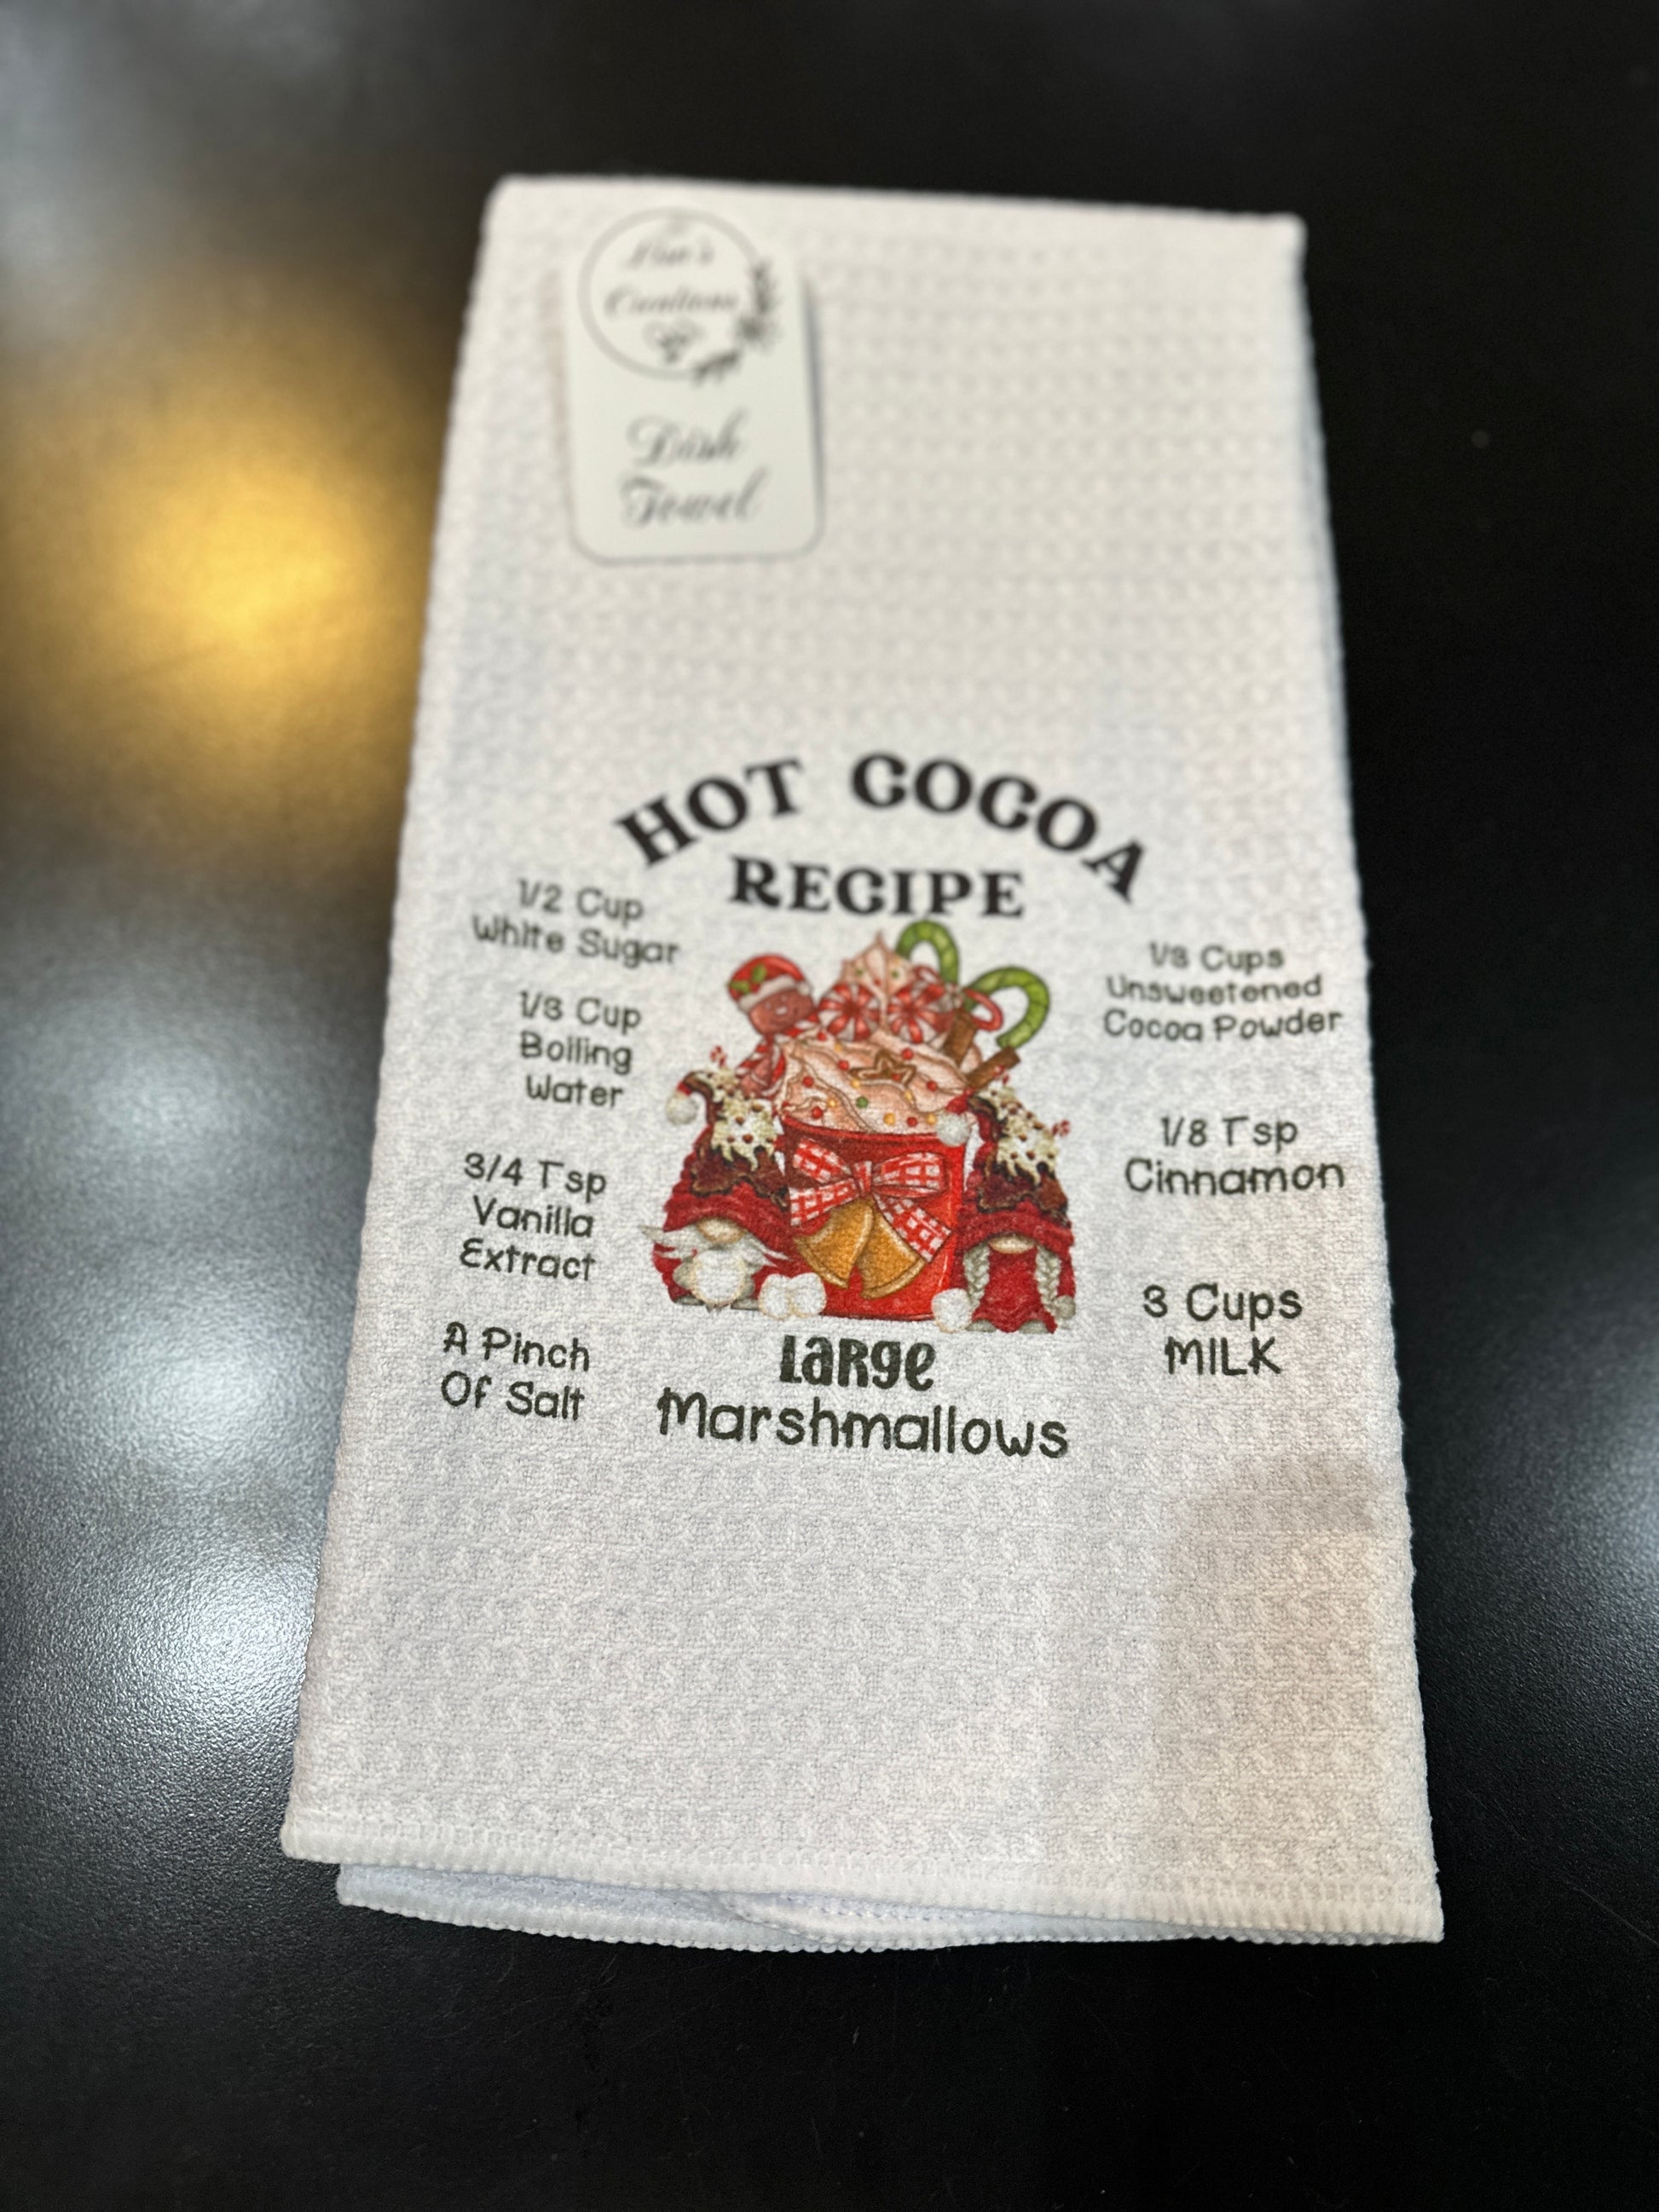 Creations
Dish
Towel
HOT COCOA
RECIPE
1/2 Cup
White Sugar
1/3 Cup
Boiling
Water
3/4 Tsp
Vanilla
Extract
A Pinch
Of Salt
1/3 Cups
Unsweetened
Cocoa Powder
1/8 Tsp
Cinnamon
3 Cups
MILK
LaRge
Marshmallows